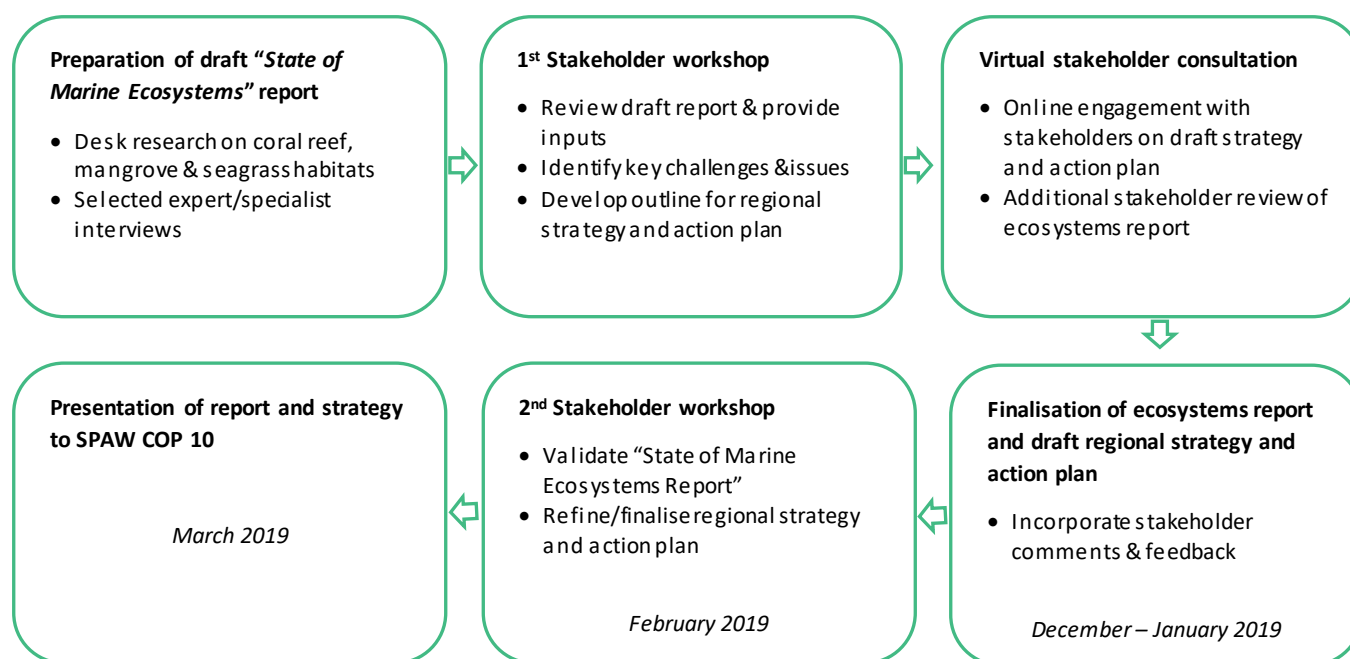 Preparation of draft “State of
Marine Ecosystems” report
• Desk research on coral reef,
mangrove & seagrass habitats
• Selected expert/specialist
interviews
1st Stakeholder workshop
• Review draft report & provide
inputs
• Identify key challenges &issues
• Develop outline for regional
strategy and action plan
Virtual stakeholder consultation
• Online engagement with
stakeholders on draft strategy
and action plan
• Additional stakeholder review of
ecosystems report
Finalisation of ecosystems report
and draft regional strategy and
action plan
• Incorporate stakeholder
comments & feedback
December – January 2019
2nd Stakeholder workshop
• Validate “State of Marine
Ecosystems Report”
• Refine/finalise regional strategy
and action plan
February 2019
Presentation of report and strategy
to SPAW COP 10
March 2019